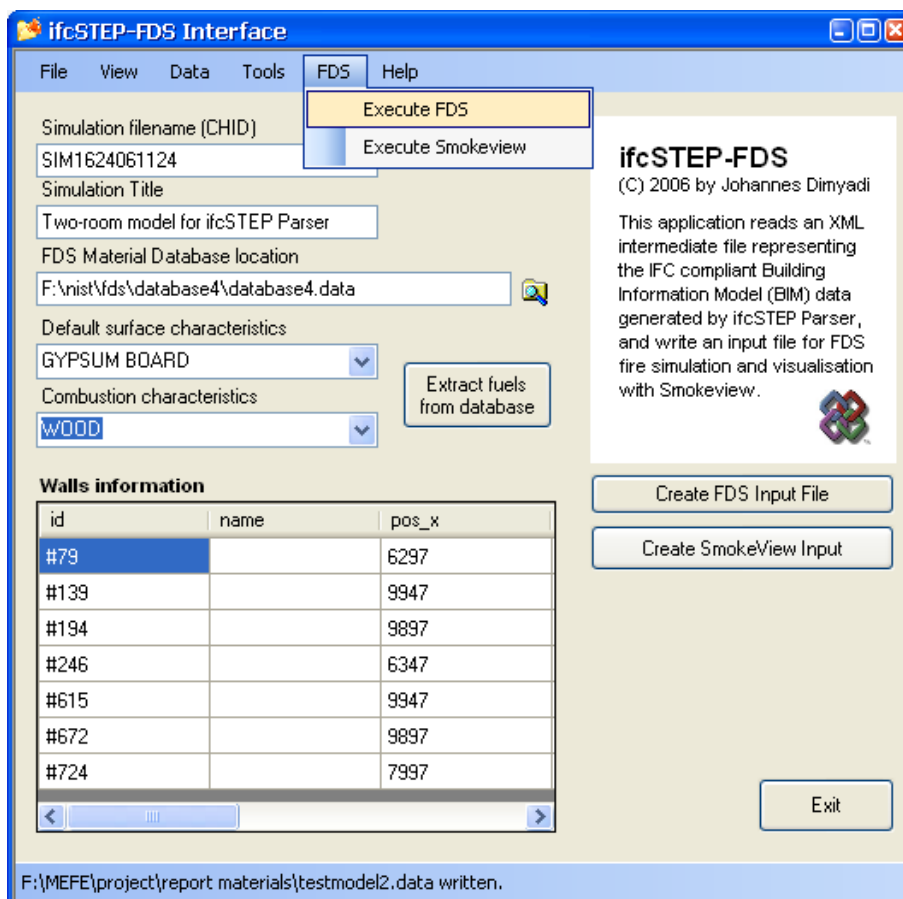 ifcSTEP-FDS Interface
File View Data Tools FDS Help
Execute FDS
Execute Smokeview
Simulation filename (CHID)
SIM1624061124
Simulation Title
Two-room model for ifcSTEP Parser
FDS Material Database location
F:\nist\fds\database4\database4.data
Default surface characteristics
GYPSUM BOARD
Combustion characteristics
WOOD
Extract fuels
from database
ifcSTEP-FDS
(C) 2006 by Johannes Dimyadi
This application reads an XML
intermediate file representing
the IFC compliant Building
Information Model (BIM) data
generated by ifcSTEP Parser,
and write an input file for FDS
fire simulation and visualisation
with Smokeview.
Walls information
id name pos_x
#79 6297
#139 9947
#194 9897
#246 6347
#615 9947
#672 9897
#724 7997
Create FDS Input File
Create SmokeView Input
Exit
F:\MEFE\project\report materials\testmodel2.data written.